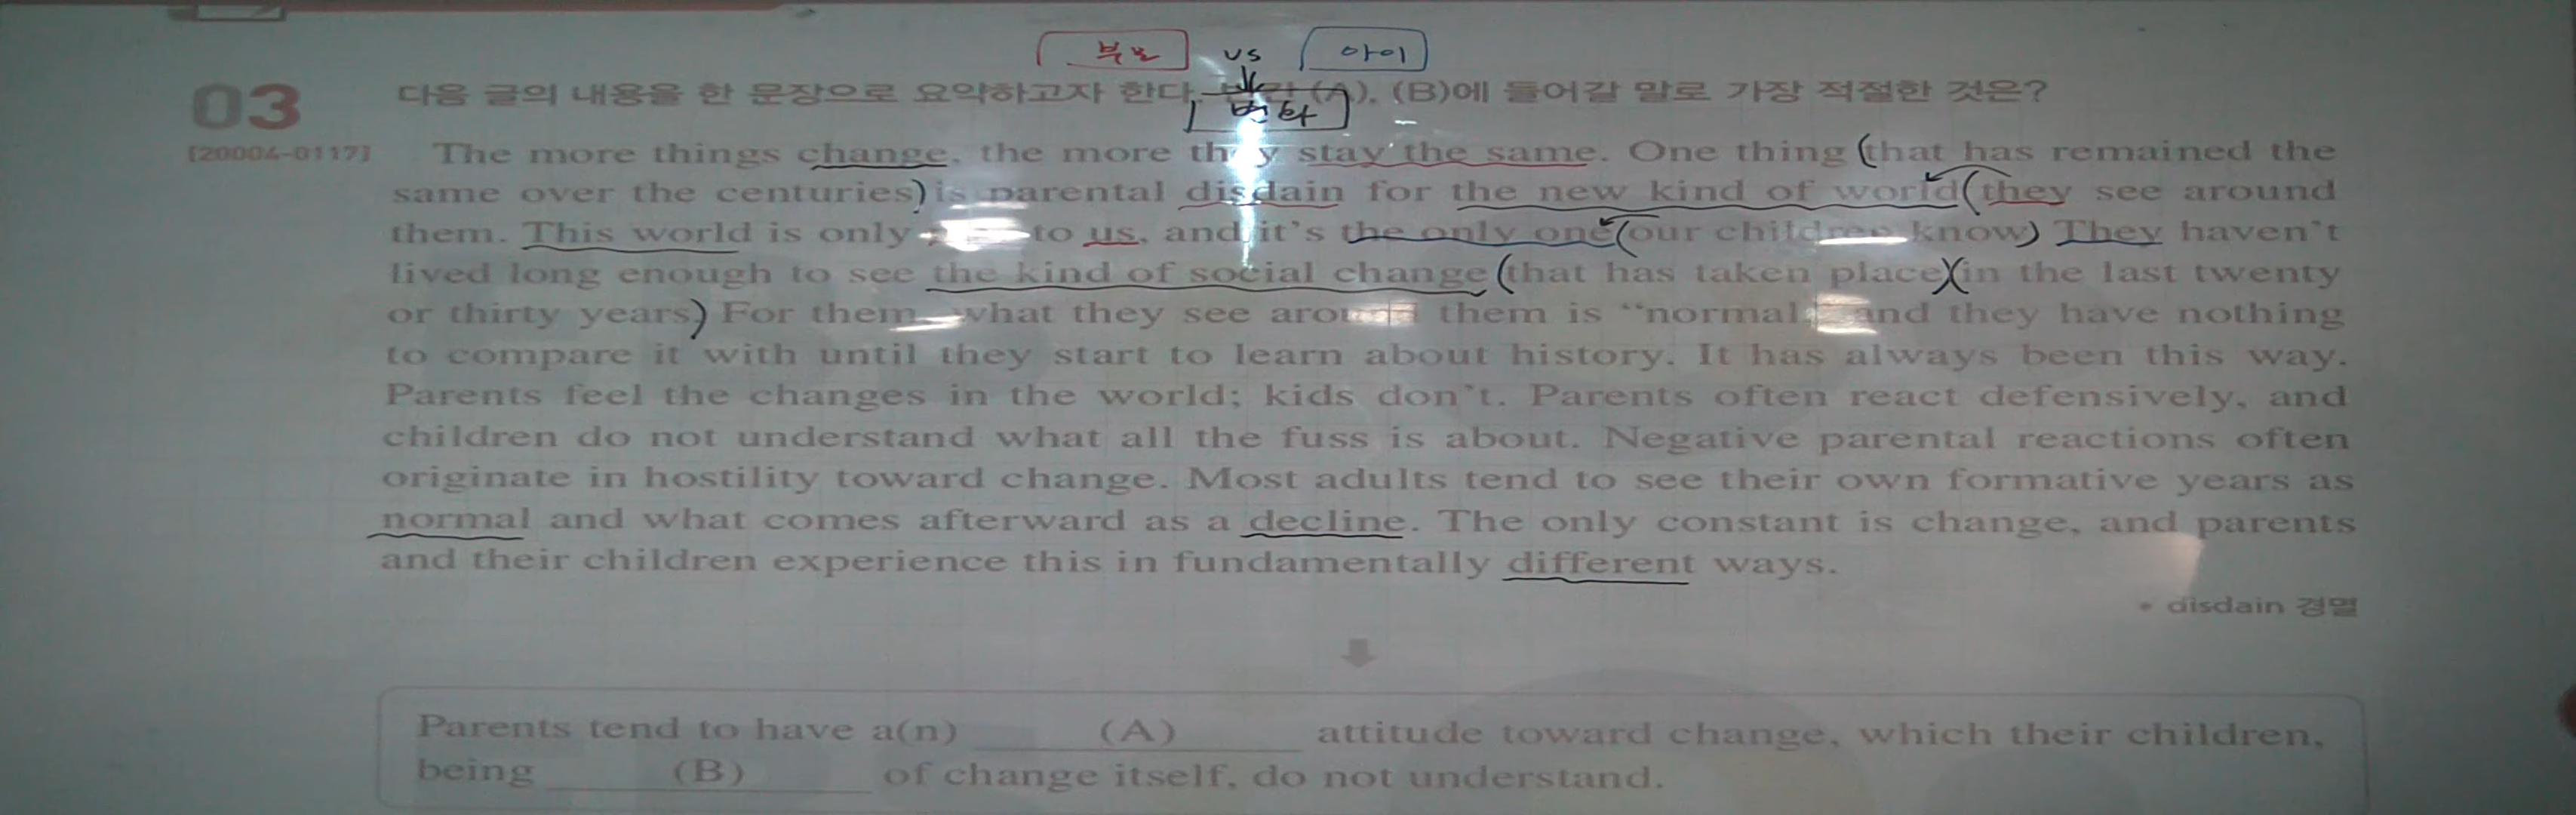 부모 vs 아이
03 다음 글의 내용을 한 문장으로 요약하고자 한다. (A), (B)에 들어갈 말로 가장 적절한 것은?
변화
[20004-0117] The more things change, the more they stay the same. One thing (that has remained the
same over the centuries) is parental disdain for the new kind of world (they see around
them. This world is only to us, and it's the only one (our children know) They haven't
lived long enough to see the kind of social change (that has taken place)(in the last twenty
or thirty years) For them, what they see around them is “normal and they have nothing
to compare it with until they start to learn about history. It has always been this way.
Parents feel the changes in the world; kids don't. Parents often react defensively, and
children do not understand what all the fuss is about. Negative parental reactions often
originate in hostility toward change. Most adults tend to see their own formative years as
normal and what comes afterward as a decline. The only constant is change, and parents
and their children experience this in fundamentally different ways.
* disdain 경멸
Parents tend to have a(n) (A) attitude toward change, which their children,
being (B) of change itself, do not understand.